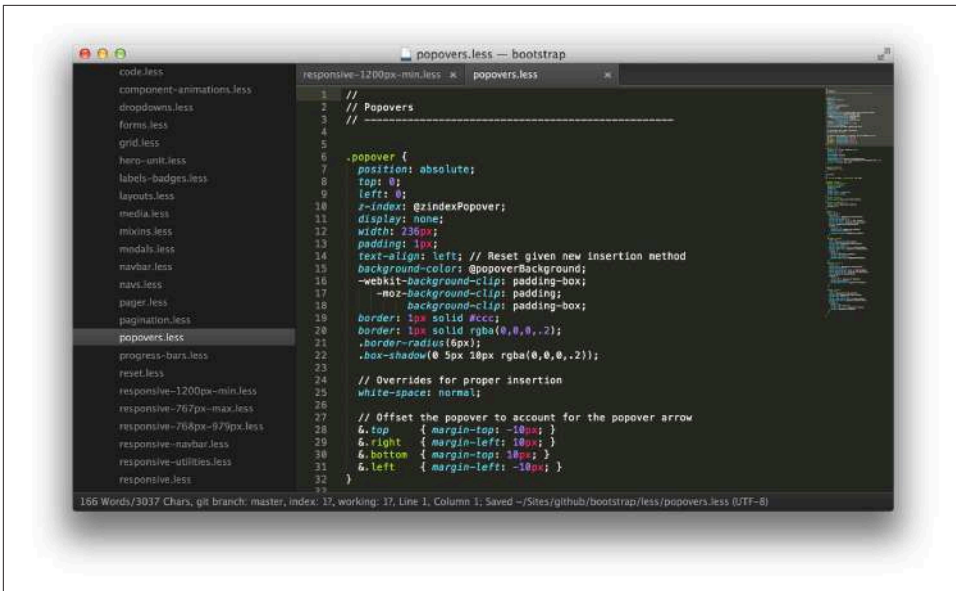 popovers.less — bootstrap
code.less
component-animations.less
dropdowns.less
forms.less
grid.less
hero-unit.less
labels-badges.less
layouts.less
media.less
mixins.less
modals.less
navbar.less
navs.less
pager.less
pagination.less
popovers.less
progress-bars.less
reset.less
responsive-1200px-min.less
responsive-767px-max.less
responsive-768px-979px.less
responsive-navbar.less
responsive-utilities.less
responsive.less
responsive-1200px-min.less × popovers.less ×
1 //
2 // Popovers
3 // --------------------------------------------------
4
5
6 .popover {
7 position: absolute;
8 top: 0;
9 left: 0;
10 z-index: @zindexPopover;
11 display: none;
12 width: 236px;
13 padding: 1px;
14 text-align: left; // Reset given new insertion method
15 background-color: @popoverBackground;
16 -webkit-background-clip: padding-box;
17 -moz-background-clip: padding;
18 background-clip: padding-box;
19 border: 1px solid #ccc;
20 border: 1px solid rgba(0,0,0,.2);
21 .border-radius(6px);
22 .box-shadow(0 5px 10px rgba(0,0,0,.2));
23
24 // Overrides for proper insertion
25 white-space: normal;
26
27 // Offset the popover to account for the popover arrow
28 &.top { margin-top: -10px; }
29 &.right { margin-left: 10px; }
30 &.bottom { margin-top: 10px; }
31 &.left { margin-left: -10px; }
32 }
33
166 Words/3037 Chars, git branch: master, index: 1?, working: 1?, Line 1, Column 1; Saved ~/Sites/github/bootstrap/less/popovers.less (UTF-8)